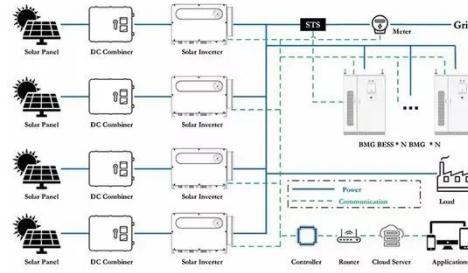 STS
Meter
Gri
Solar Panel DC Combiner Solar Inverter
BMG BESS * N BMG * N
Solar Panel DC Combiner Solar Inverter
Power
Communication
Load
Solar Panel DC Combiner Solar Inverter
Solar Panel DC Combiner Solar Inverter
Controller Router Cloud Server Application